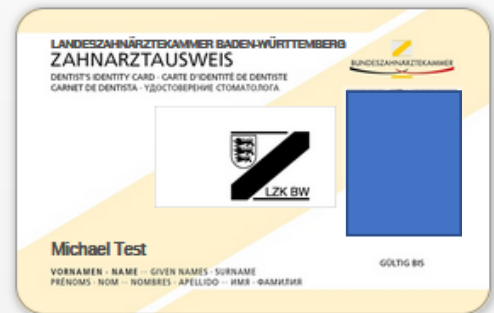 LANDESZAHNÄRZTEKAMMER BADEN-WÜRTTEMBERG
ZAHNARZTAUSWEIS
DENTIST'S IDENTITY CARD - CARTE D'IDENTITÉ DE DENTISTE
CARNET DE DENTISTA - УДОСТОВЕРЕНИЕ СТОМАТОЛОГА
BUNDESZAHNÄRZTEKAMMER
LZK BW
Michael Test
GÜLTIG BIS
VORNAMEN - NAME -- GIVEN NAMES - SURNAME
PRÉNOMS - NOM -- NOMBRES - APELLIDO -- ИМЯ - ФАМИЛИЯ